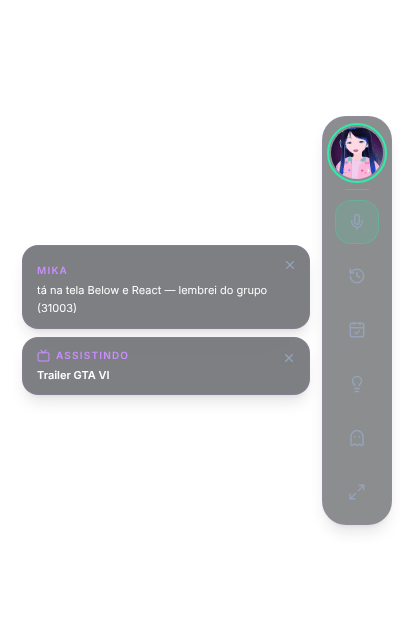 MIKA
tá na tela Below e React — lembrei do grupo
(31003)
ASSISTINDO
Trailer GTA VI